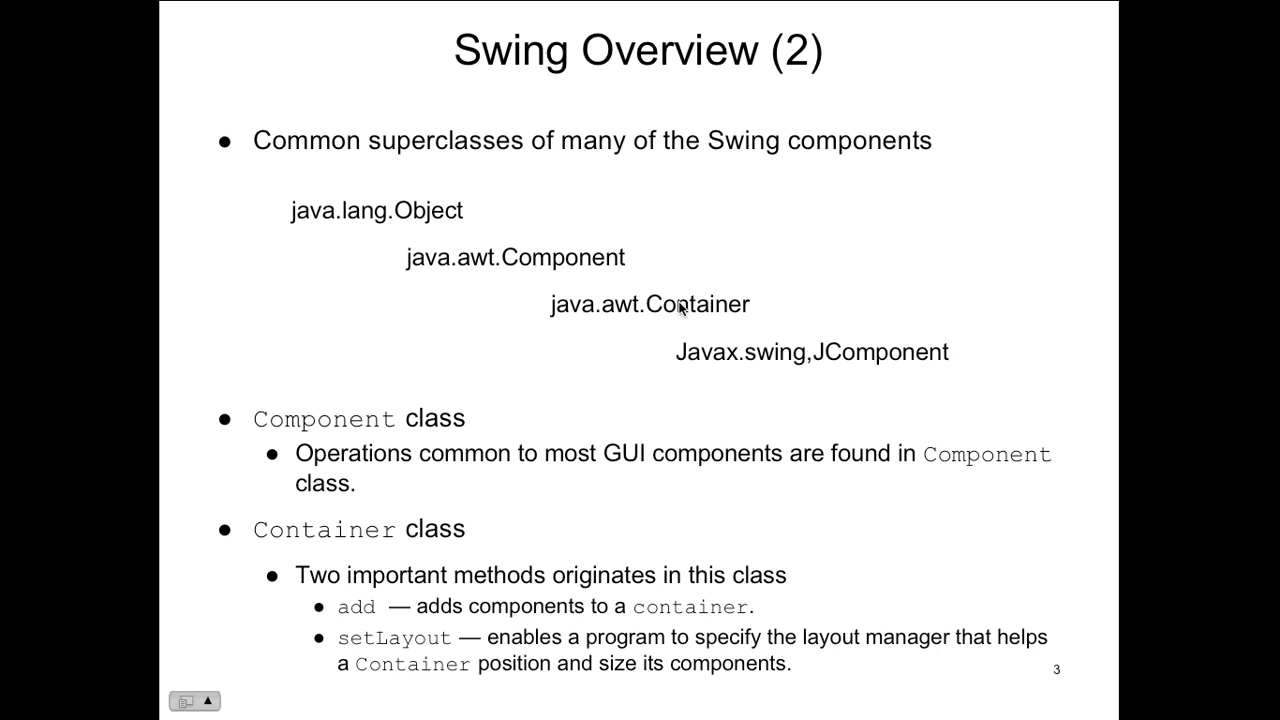 Swing Overview (2)
● Common superclasses of many of the Swing components
java.lang.Object
java.awt.Component
java.awt.Container
Javax.swing,JComponent
● Component class
● Operations common to most GUI components are found in Component
class.
● Container class
● Two important methods originates in this class
● add — adds components to a container.
● setLayout — enables a program to specify the layout manager that helps
a Container position and size its components.
3